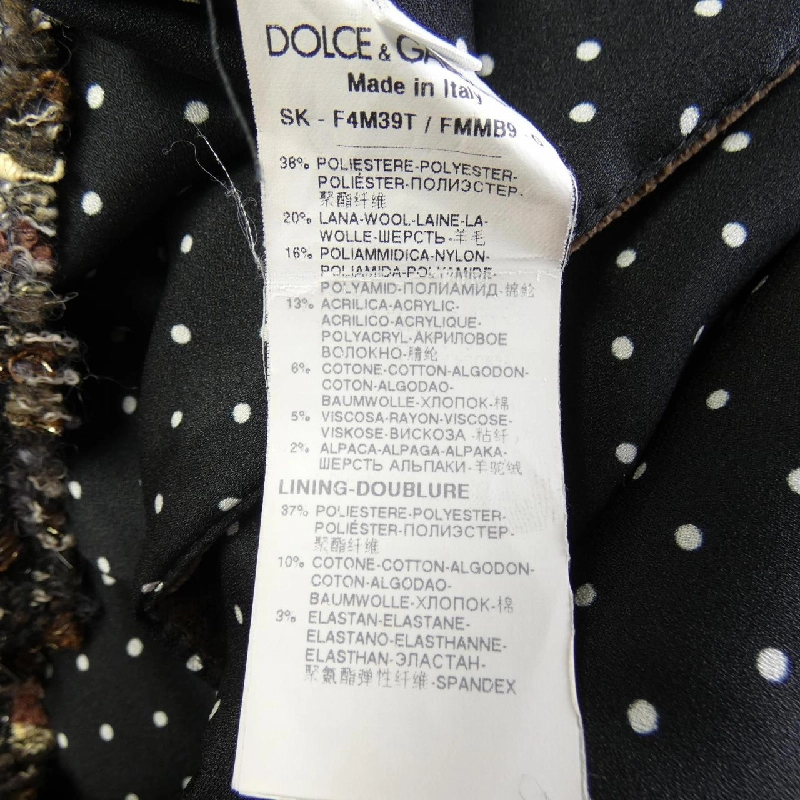 DOLCE & GA
Made in Italy
SK - F4M39T / FMMB9
38% POLIESTERE-POLYESTER-
POLIÉSTER-ПОЛИЭСТЕР-
聚酯纤维
20% LANA-WOOL-LAINE-LA-
WOLLE-ШЕРСТЬ-羊毛
16% POLIAMMIDICA-NYLON-
POLIAMIDA-POLYAMIRE-
POLYAMID-ПОЛИАМИД-锦纶
13% ACRILICA-ACRYLIC-
ACRILICO-ACRYLIQUE-
POLYACRYL-АКРИЛОВОЕ
ВОЛОКНО-腈纶
6% COTONE-COTTON-ALGODON-
COTON-ALGODAO-
BAUMWOLLE-ХЛОПОК-棉
5% VISCOSA-RAYON-VISCOSE-
VISKOSE-ВИСКОЗА-粘纤
2% ALPACA-ALPAGA-ALPAKA-
ШЕРСТЬ АЛЬПАКИ-羊驼绒
LINING-DOUBLURE
87% POLIESTERE-POLYESTER-
POLIÉSTER-ПОЛИЭСТЕР-
聚酯纤维
10% COTONE-COTTON-ALGODON-
COTON-ALGODAO-
BAUMWOLLE-ХЛОПОК-棉
3% ELASTAN-ELASTANE-
ELASTANO-ELASTHANNE-
ELASTHAN-ЭЛАСТАН-
聚氨酯弹性纤维-SPANDEX